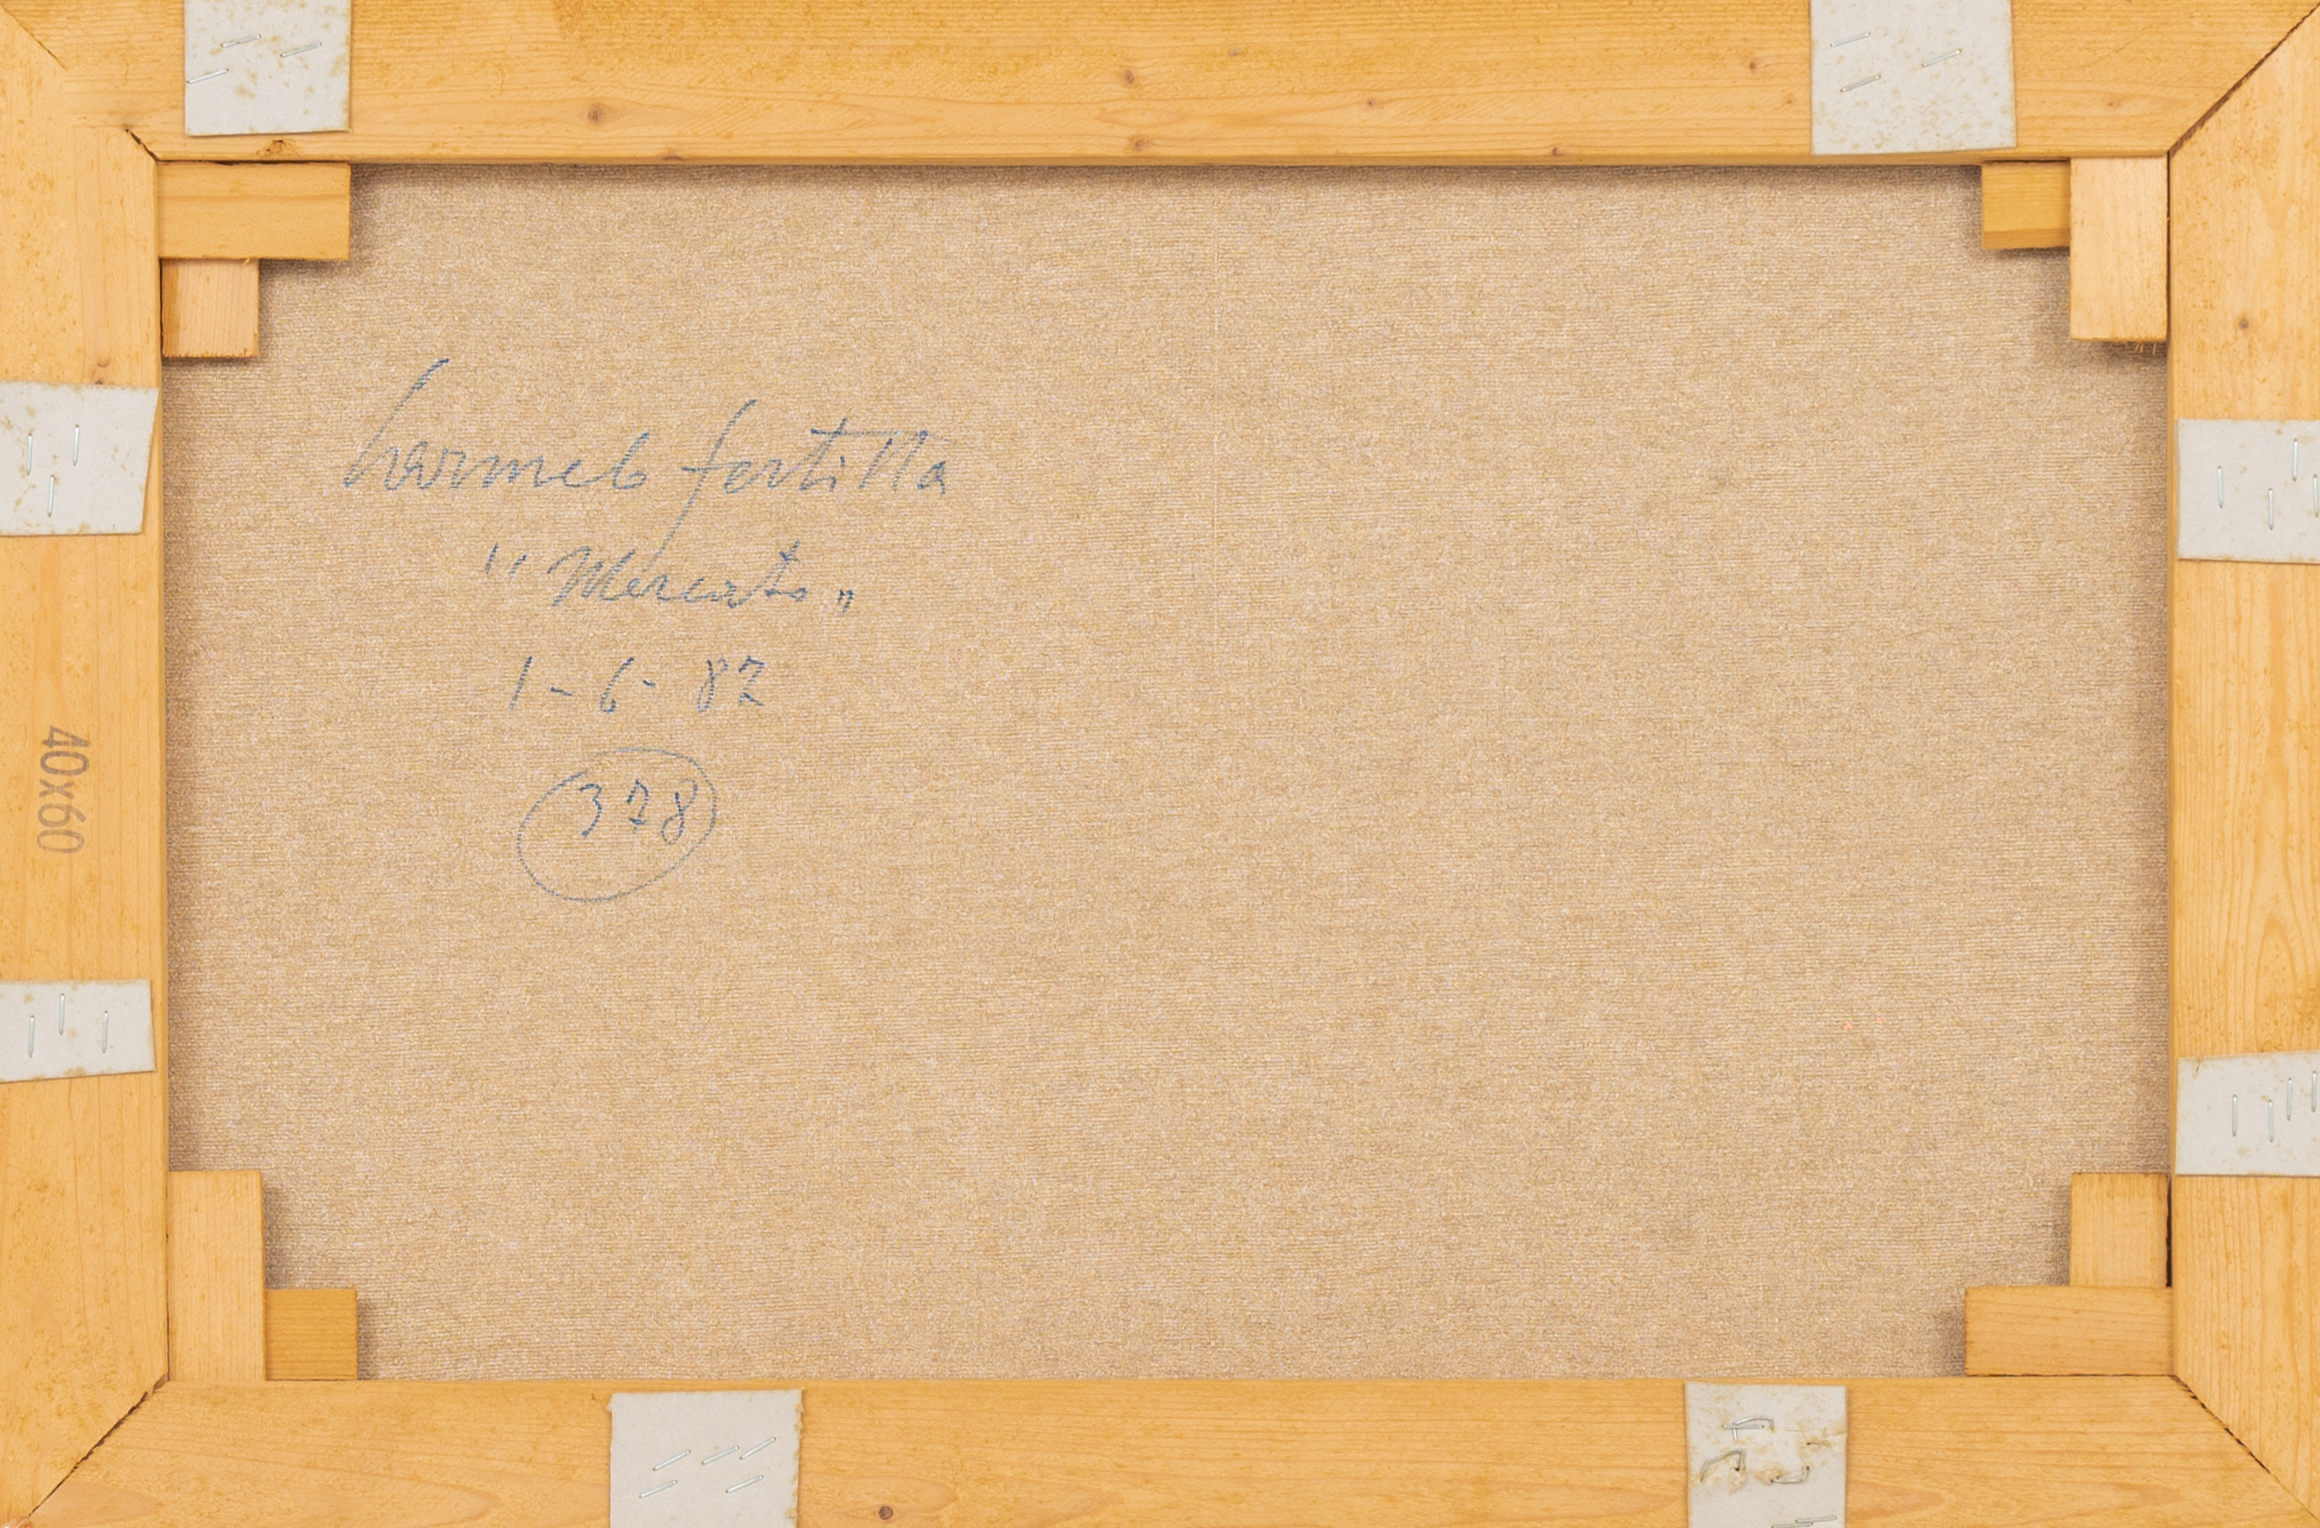 Carmelo fertitta
" Mercato „
1-6-82
378
40x60